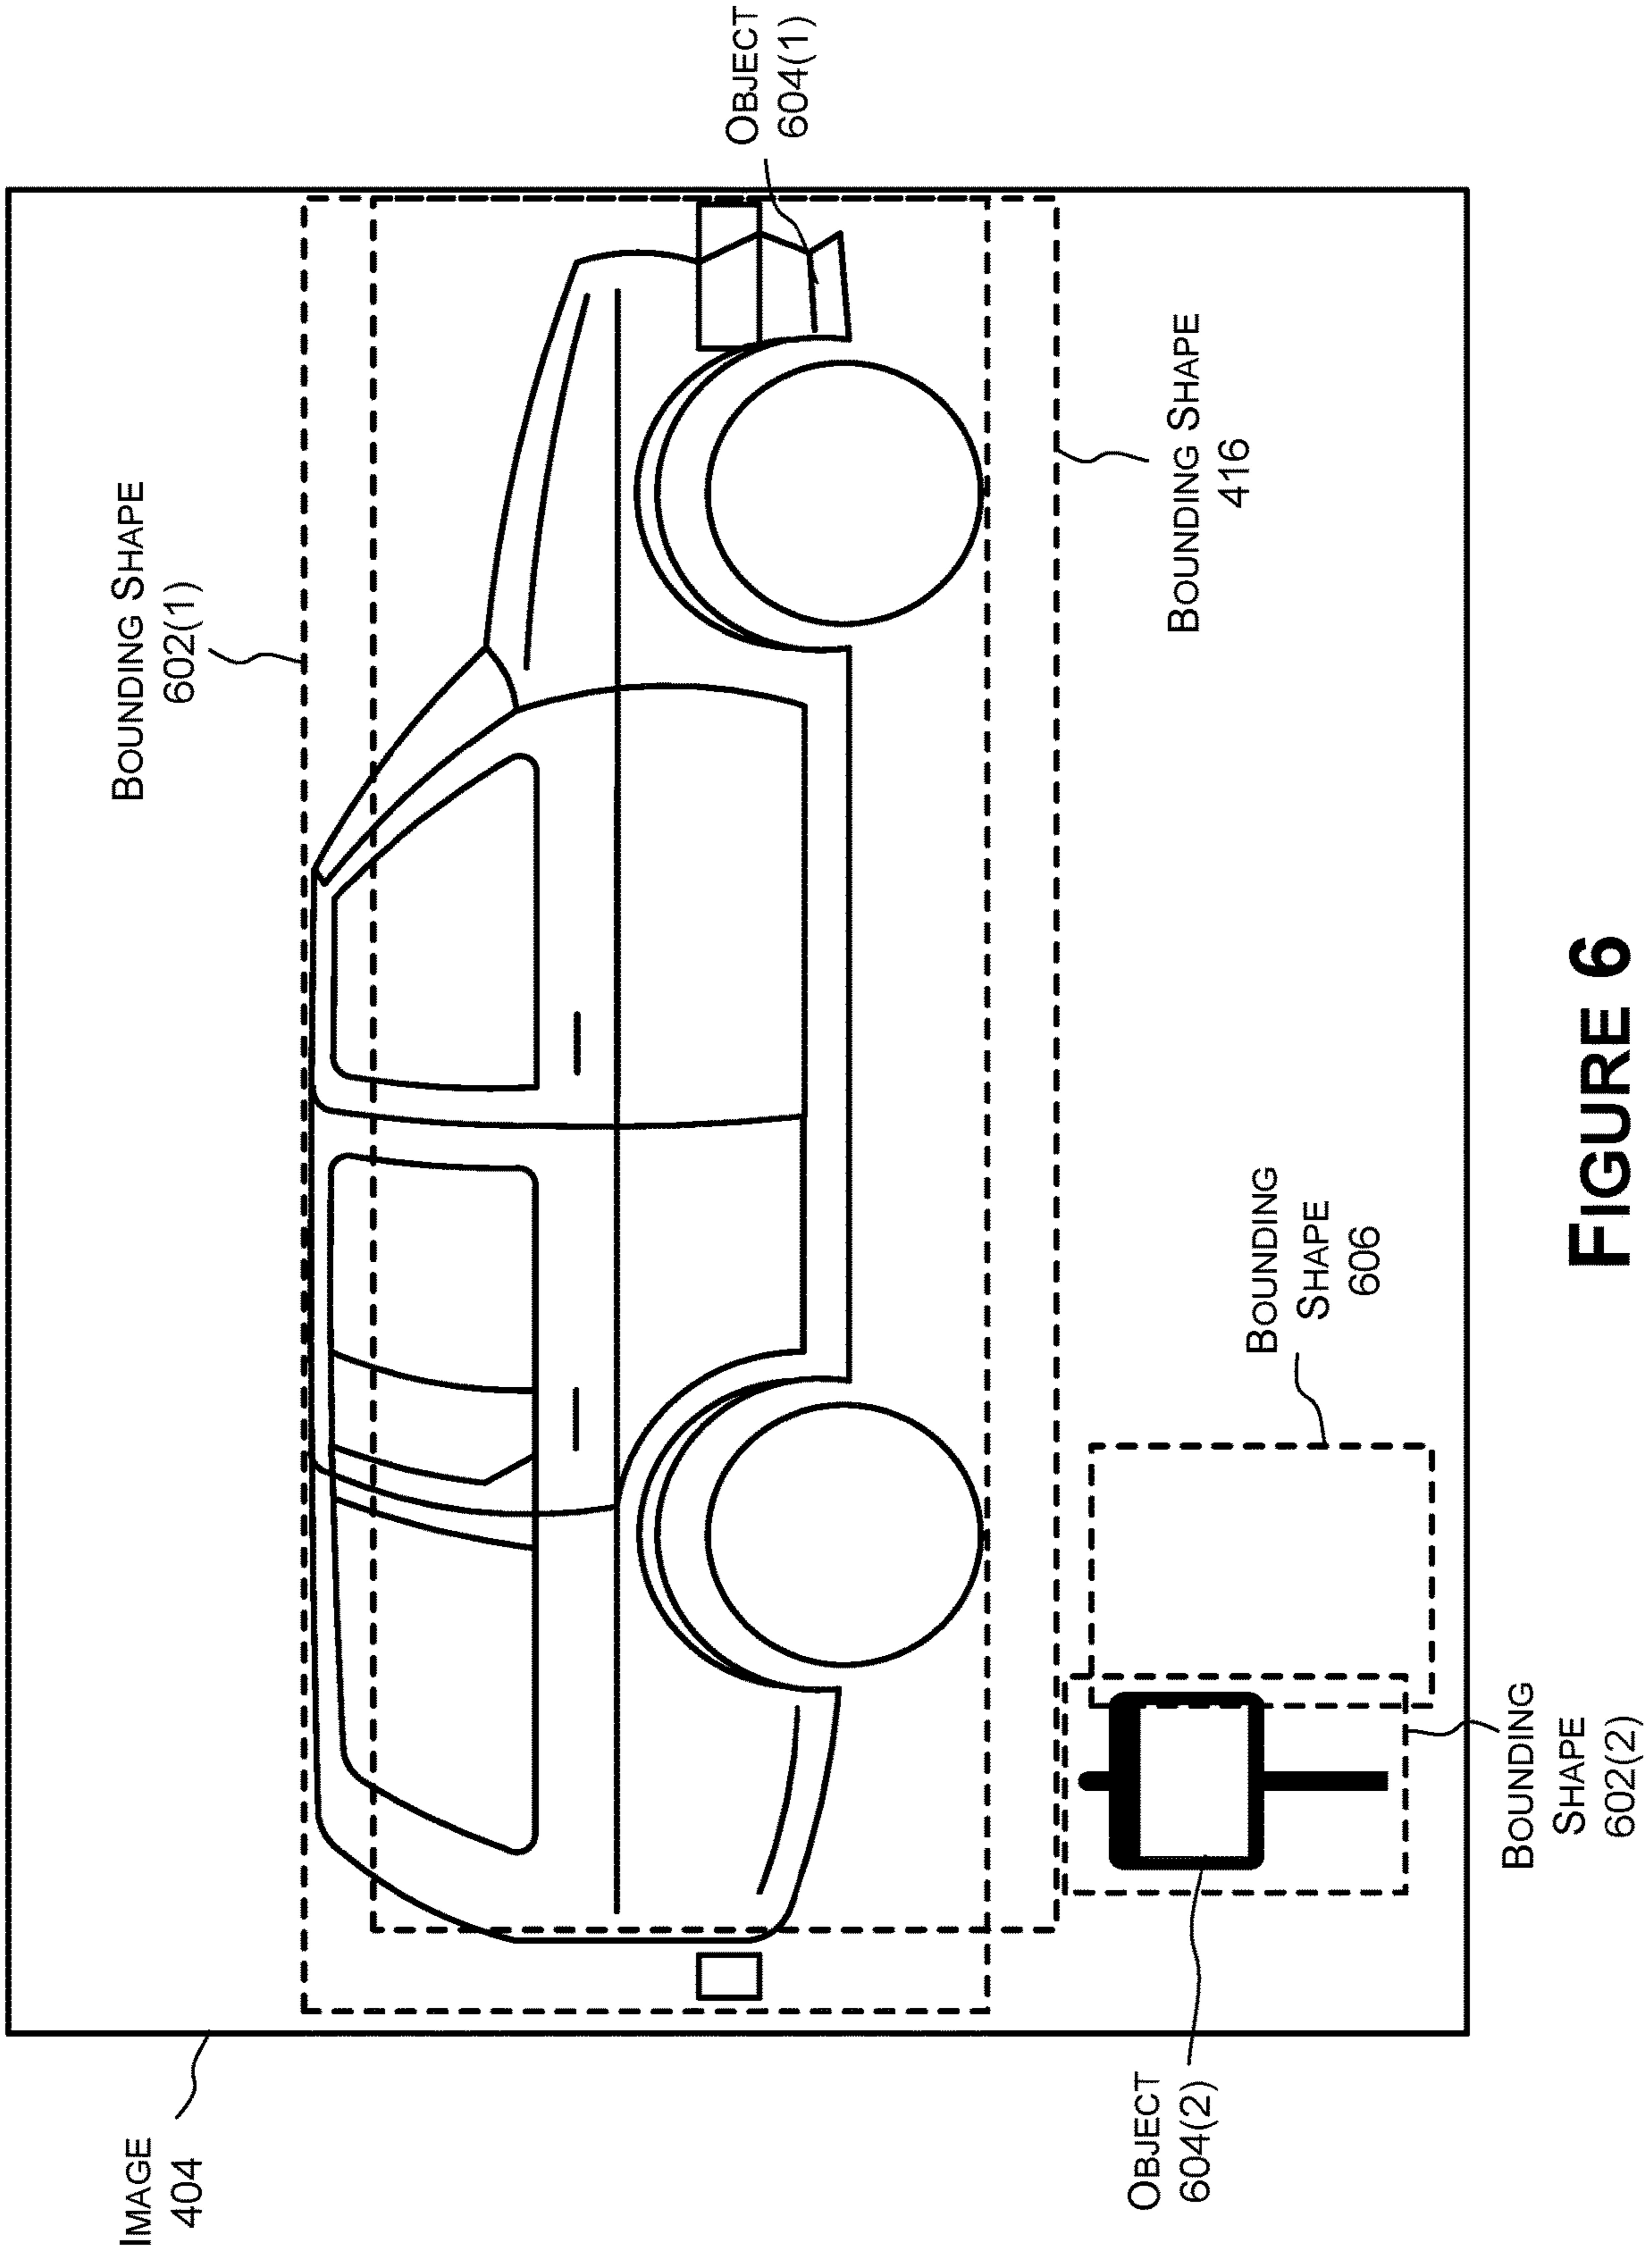 IMAGE
404
BOUNDING SHAPE
602(1)
OBJECT
604(1)
BOUNDING SHAPE
416
BOUNDING
SHAPE
606
OBJECT
604(2)
BOUNDING
SHAPE
602(2)
FIGURE 6